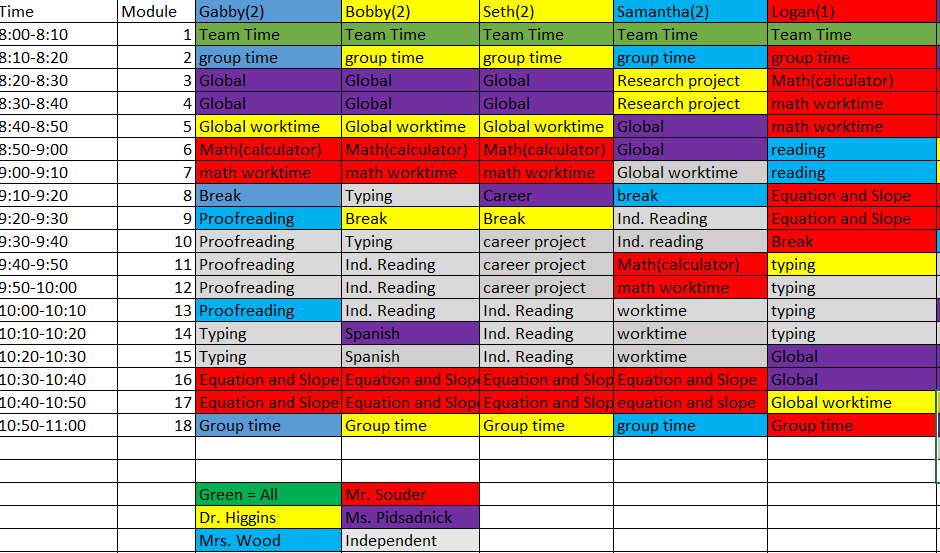 Time Module Gabby(2) Bobby(2) Seth(2) Samantha(2) Logan(1)
8:00-8:10 1 Team Time Team Time Team Time Team Time Team Time
8:10-8:20 2 group time group time group time group time group time
8:20-8:30 3 Global Global Global Research project Math(calculator)
8:30-8:40 4 Global Global Global Research project math worktime
8:40-8:50 5 Global worktime Global worktime Global worktime Global math worktime
8:50-9:00 6 Math(calculator) Math(calculator) Math(calculator) Global reading
9:00-9:10 7 math worktime math worktime math worktime Global worktime reading
9:10-9:20 8 Break Typing Career break Equation and Slope
9:20-9:30 9 Proofreading Break Break Ind. Reading Equation and Slope
9:30-9:40 10 Proofreading Typing career project Ind. reading Break
9:40-9:50 11 Proofreading Ind. Reading career project Math(calculator) typing
9:50-10:00 12 Proofreading Ind. Reading career project math worktime typing
10:00-10:10 13 Proofreading Ind. Reading Ind. Reading worktime typing
10:10-10:20 14 Typing Spanish Ind. Reading worktime typing
10:20-10:30 15 Typing Spanish Ind. Reading worktime Global
10:30-10:40 16 Equation and Slope Equation and Slop Equation and Slop Equation and Slope Global
10:40-10:50 17 Equation and Slope Equation and Slop Equation and Slop equation and slope Global worktime
10:50-11:00 18 Group time Group time Group time group time Group time
Green = All Mr. Souder
Dr. Higgins Ms. Pidsadnick
Mrs. Wood Independent